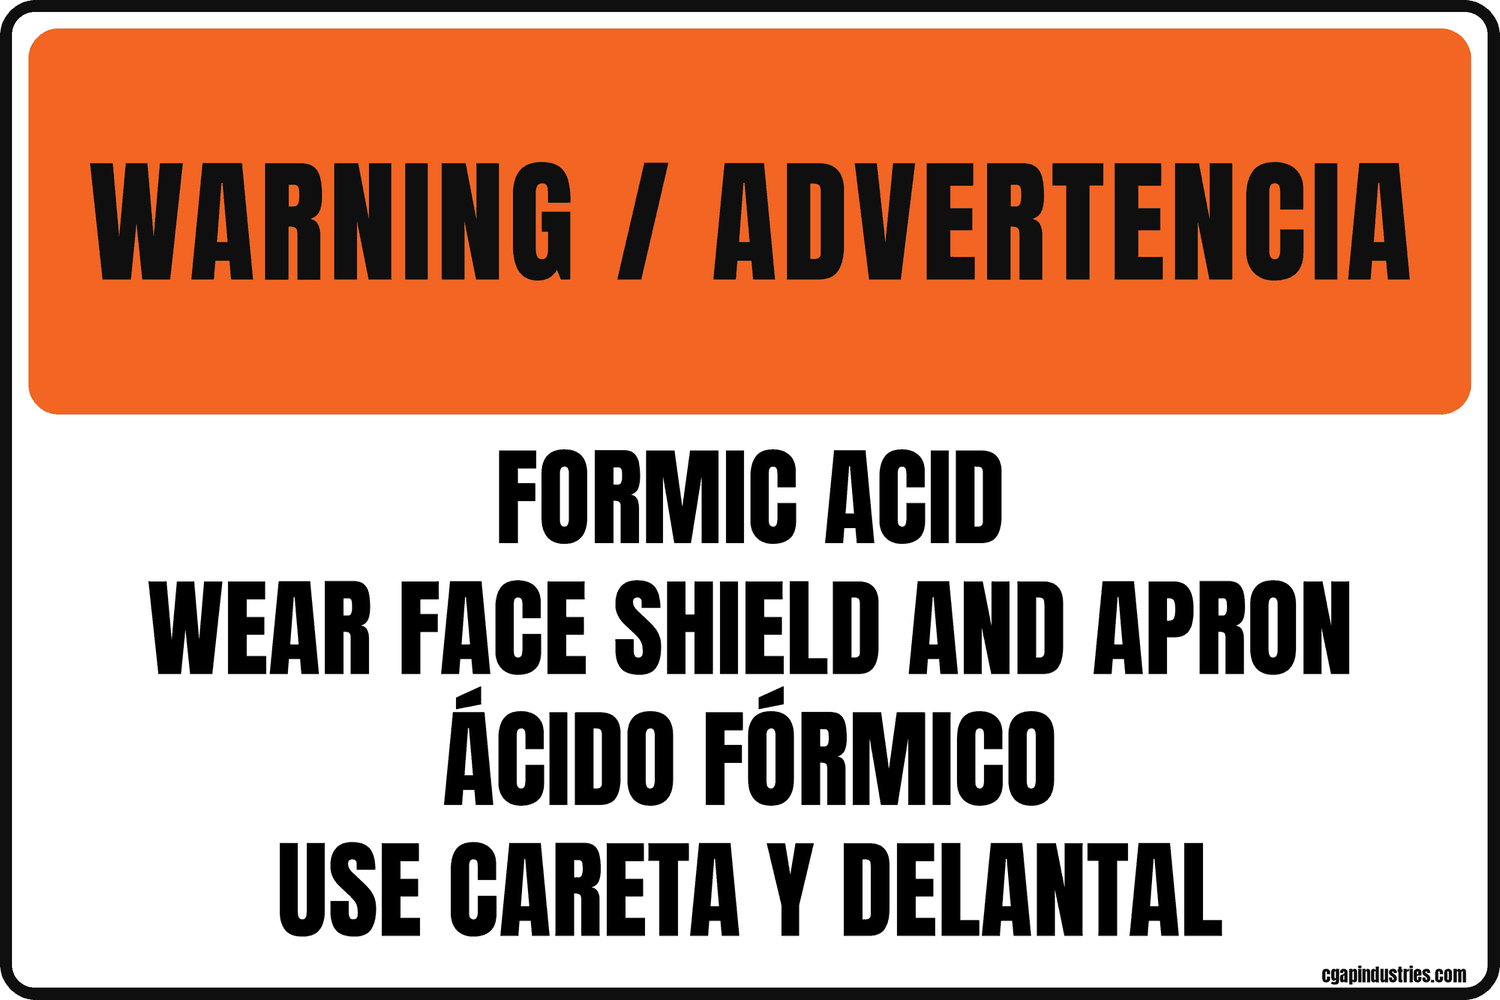 WARNING / ADVERTENCIA
FORMIC ACID
WEAR FACE SHIELD AND APRON
ÁCIDO FÓRMICO
USE CARETA Y DELANTAL
cgapindustries.com